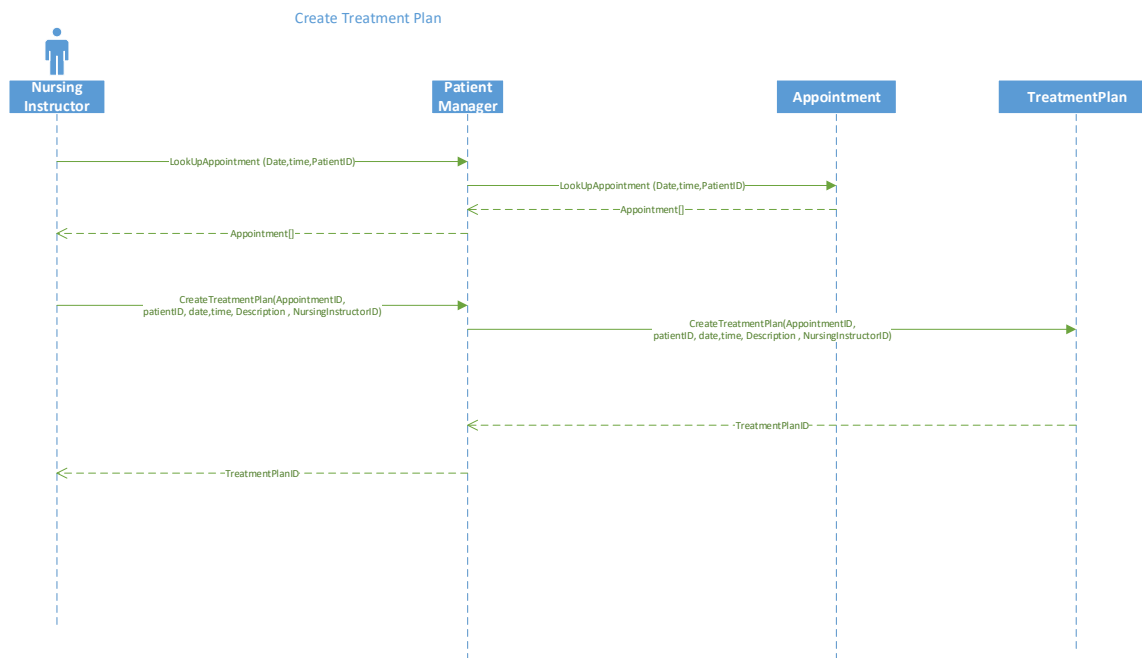 Create Treatment Plan
Nursing
Instructor
Patient
Manager
Appointment
TreatmentPlan
LookUpAppointment (Date,time,PatientID)
LookUpAppointment (Date,time,PatientID)
Appointment[]
Appointment[]
CreateTreatmentPlan(AppointmentID,
patientID, date,time, Description , NursingInstructorID)
CreateTreatmentPlan(AppointmentID,
patientID, date,time, Description , NursingInstructorID)
TreatmentPlanID
TreatmentPlanID